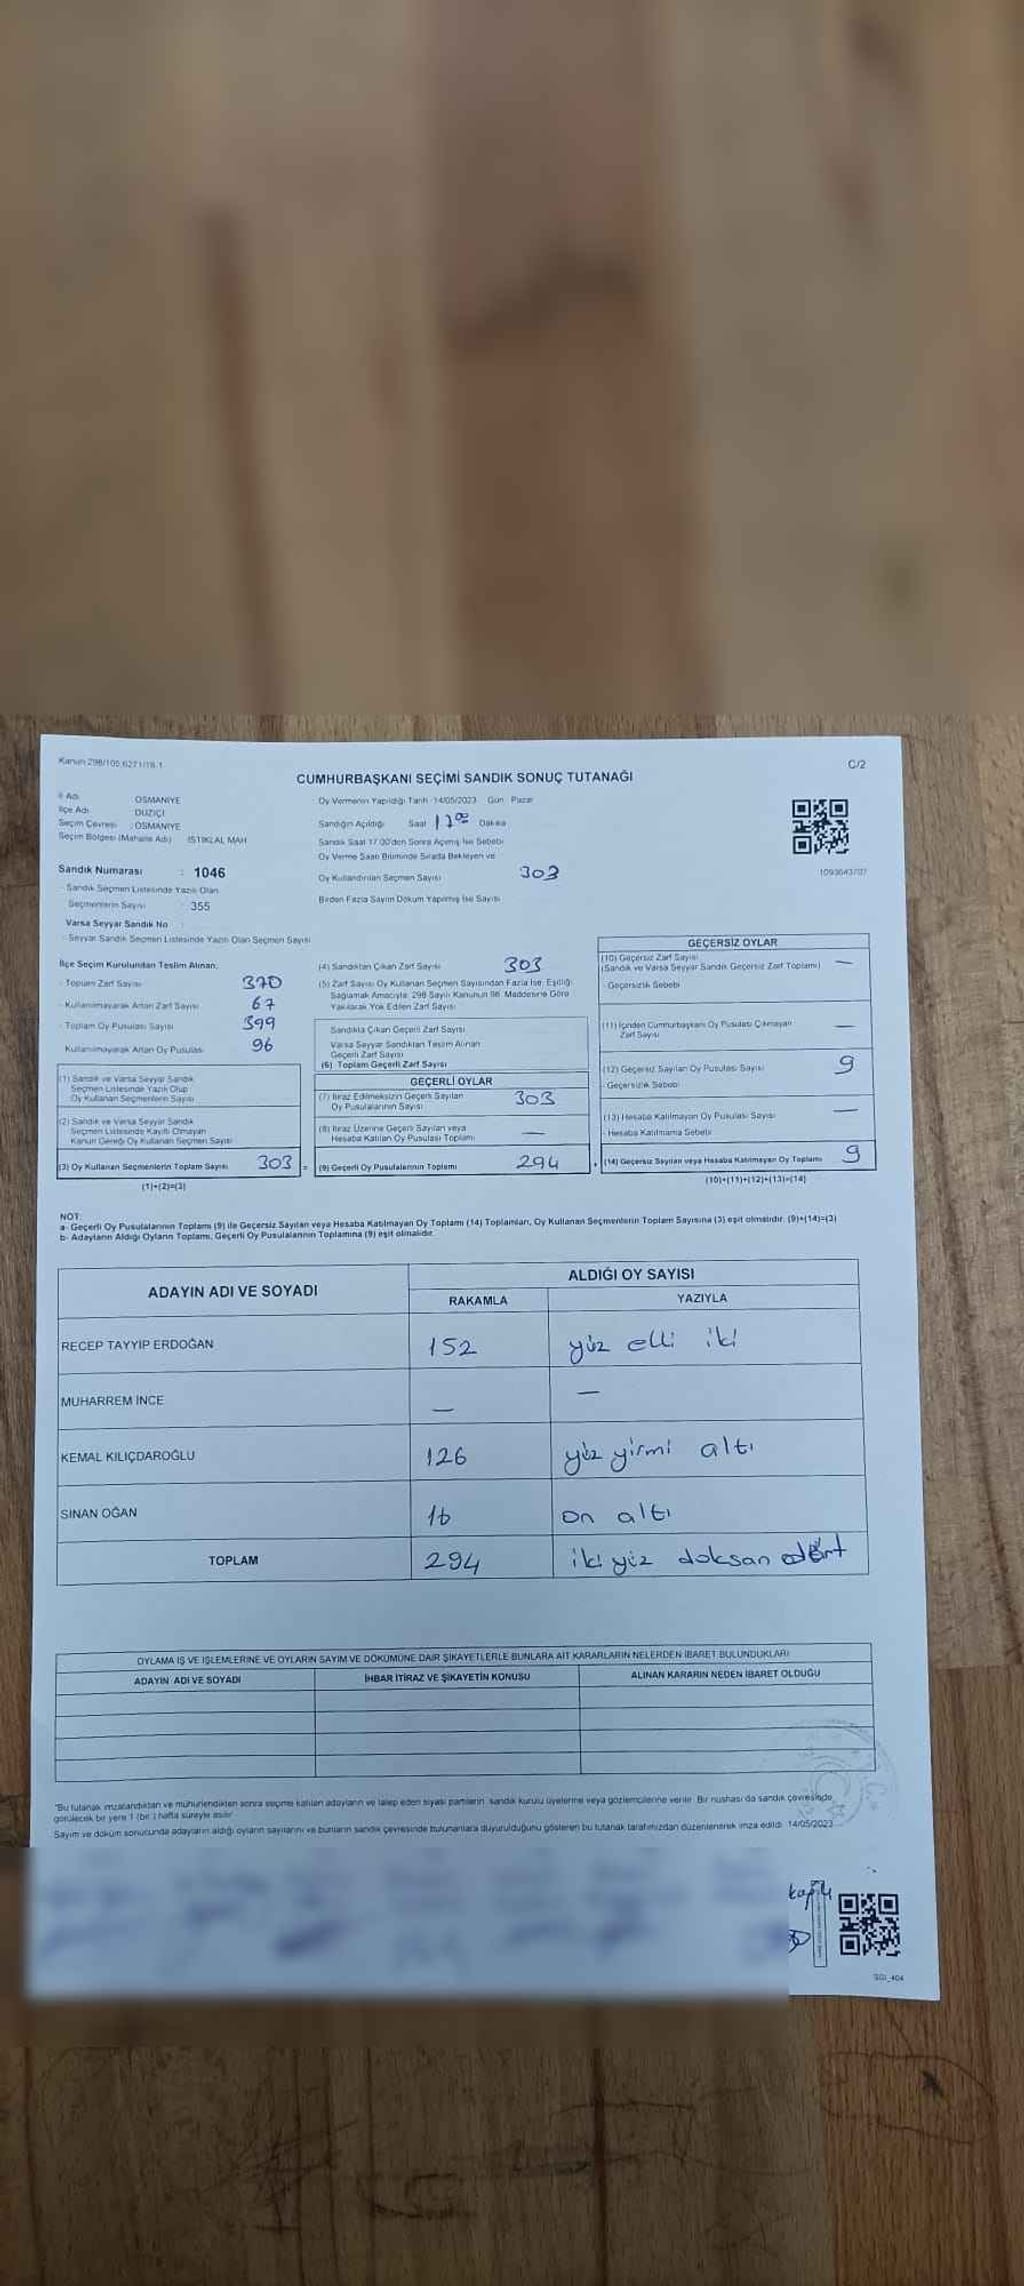 Kanun 298/105,6271/18.1
C/2
CUMHURBAŞKANI SEÇİMİ SANDIK SONUÇ TUTANAĞI
İl Adı OSMANİYE
İlçe Adı DÜZİÇİ
Seçim Çevresi : OSMANİYE
Seçim Bölgesi (Mahalle Adı) İSTİKLAL MAH
Sandık Numarası : 1046
- Sandık Seçmen Listesinde Yazılı Olan
Seçmenlerin Sayısı : 355
Varsa Seyyar Sandık No :
- Seyyar Sandık Seçmen Listesinde Yazılı Olan Seçmen Sayısı
Oy Vermenin Yapıldığı Tarih :14/05/2023 Gün : Pazar
Sandığın Açıldığı Saat 17 00 Dakika
Sandık Saat 17.00'den Sonra Açılmış İse Sebebi
Oy Verme Saati Bitiminde Sırada Bekleyen ve
Oy Kullandırılan Seçmen Sayısı 303
Birden Fazla Sayım Döküm Yapılmış İse Sayısı
1093643707
İlçe Seçim Kurulundan Teslim Alınan;
- Toplam Zarf Sayısı 370
- Kullanılmayarak Artan Zarf Sayısı 67
- Toplam Oy Pusulası Sayısı 399
Kullanılmayarak Artan Oy Pusulası 96
(1) Sandık ve Varsa Seyyar Sandık
Seçmen Listesinde Yazılı Olup
Oy Kullanan Seçmenlerin Sayısı
(2) Sandık ve Varsa Seyyar Sandık
Seçmen Listesinde Kayıtlı Olmayan
Kanun Gereği Oy Kullanan Seçmen Sayısı
(3) Oy Kullanan Seçmenlerin Toplam Sayısı 303 =
(1)+(2)=(3)
(4) Sandıktan Çıkan Zarf Sayısı 303
(5) Zarf Sayısı Oy Kullanan Seçmen Sayısından Fazla İse, Eşitliği
Sağlamak Amacıyla, 298 Sayılı Kanunun 98. Maddesine Göre
Yakılarak Yok Edilen Zarf Sayısı
Sandıkta Çıkan Geçerli Zarf Sayısı
Varsa Seyyar Sandıktan Teslim Alınan
Geçerli Zarf Sayısı
(6) Toplam Geçerli Zarf Sayısı
GEÇERLİ OYLAR
(7) İtiraz Edilmeksizin Geçerli Sayılan
Oy Pusulalarının Sayısı 303
(8) İtiraz Üzerine Geçerli Sayılan veya
Hesaba Katılan Oy Pusulası Toplamı —
(9) Geçerli Oy Pusulalarının Toplamı 294 +
GEÇERSİZ OYLAR
(10) Geçersiz Zarf Sayısı
(Sandık ve Varsa Seyyar Sandık Geçersiz Zarf Toplamı) —
- Geçersizlik Sebebi
(11) İçinden Cumhurbaşkanı Oy Pusulası Çıkmayan
Zarf Sayısı —
(12) Geçersiz Sayılan Oy Pusulası Sayısı 9
- Geçersizlik Sebebi
(13) Hesaba Katılmayan Oy Pusulası Sayısı —
- Hesaba Katılmama Sebebi
(14) Geçersiz Sayılan veya Hesaba Katılmayan Oy Toplamı 9
(10)+(11)+(12)+(13)=(14)
NOT:
a- Geçerli Oy Pusulalarının Toplamı (9) ile Geçersiz Sayılan veya Hesaba Katılmayan Oy Toplamı (14) Toplamları, Oy Kullanan Seçmenlerin Toplam Sayısına (3) eşit olmalıdır. (9)+(14)=(3)
b- Adayların Aldığı Oyların Toplamı, Geçerli Oy Pusulalarının Toplamına (9) eşit olmalıdır.
ADAYIN ADI VE SOYADI ALDIĞI OY SAYISI
RAKAMLA YAZIYLA
RECEP TAYYİP ERDOĞAN 152 yüz elli iki
MUHARREM İNCE — —
KEMAL KILIÇDAROĞLU 126 yüz yirmi altı
SİNAN OĞAN 16 on altı
TOPLAM 294 iki yüz doksan dört
OYLAMA İŞ VE İŞLEMLERİNE VE OYLARIN SAYIM VE DÖKÜMÜNE DAİR ŞİKAYETLERLE BUNLARA AİT KARARLARIN NELERDEN İBARET BULUNDUKLARI
ADAYIN ADI VE SOYADI İHBAR İTİRAZ VE ŞİKAYETİN KONUSU ALINAN KARARIN NEDEN İBARET OLDUĞU
"Bu tutanak imzalandıktan ve mühürlendikten sonra seçime katılan adayların ve talep eden siyasi partilerin sandık kurulu üyelerine veya gözlemcilerine verilir. Bir nüshası da sandık çevresinde
görülecek bir yere 1 (bir) hafta süreyle asılır"
Sayım ve döküm sonucunda adayların aldığı oyların sayılarını ve bunların sandık çevresinde bulunanlara duyurulduğunu gösteren bu tutanak tarafımızdan düzenlenerek imza edildi. 14/05/2023